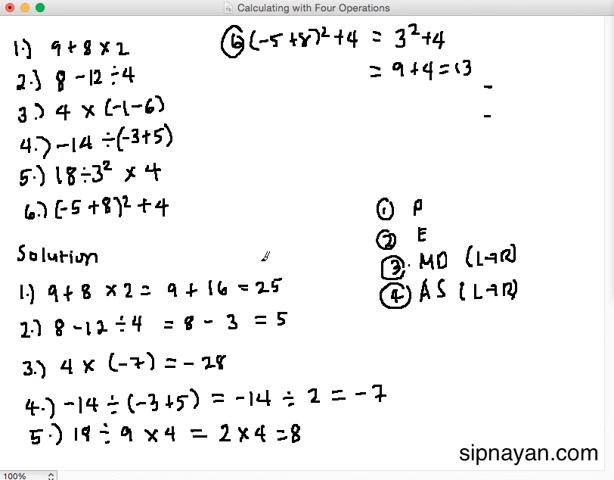 Calculating with Four Operations
1.) 9 + 8 × 2
2.) 8 - 12 ÷ 4
3.) 4 × (-1 - 6)
4.) -14 ÷ (-3+5)
5.) 18 ÷ 3² × 4
6.) (-5 + 8)² + 4
Solution
1.) 9 + 8 × 2 = 9 + 16 = 25
2.) 8 - 12 ÷ 4 = 8 - 3 = 5
3.) 4 × (-7) = -28
4.) -14 ÷ (-3+5) = -14 ÷ 2 = -7
5.) 18 ÷ 9 × 4 = 2 × 4 = 8
6 (-5+8)² + 4 = 3² + 4
= 9 + 4 = 13
1 P
2 E
3. MD (L→R)
4 AS (L→R)
sipnayan.com
100%